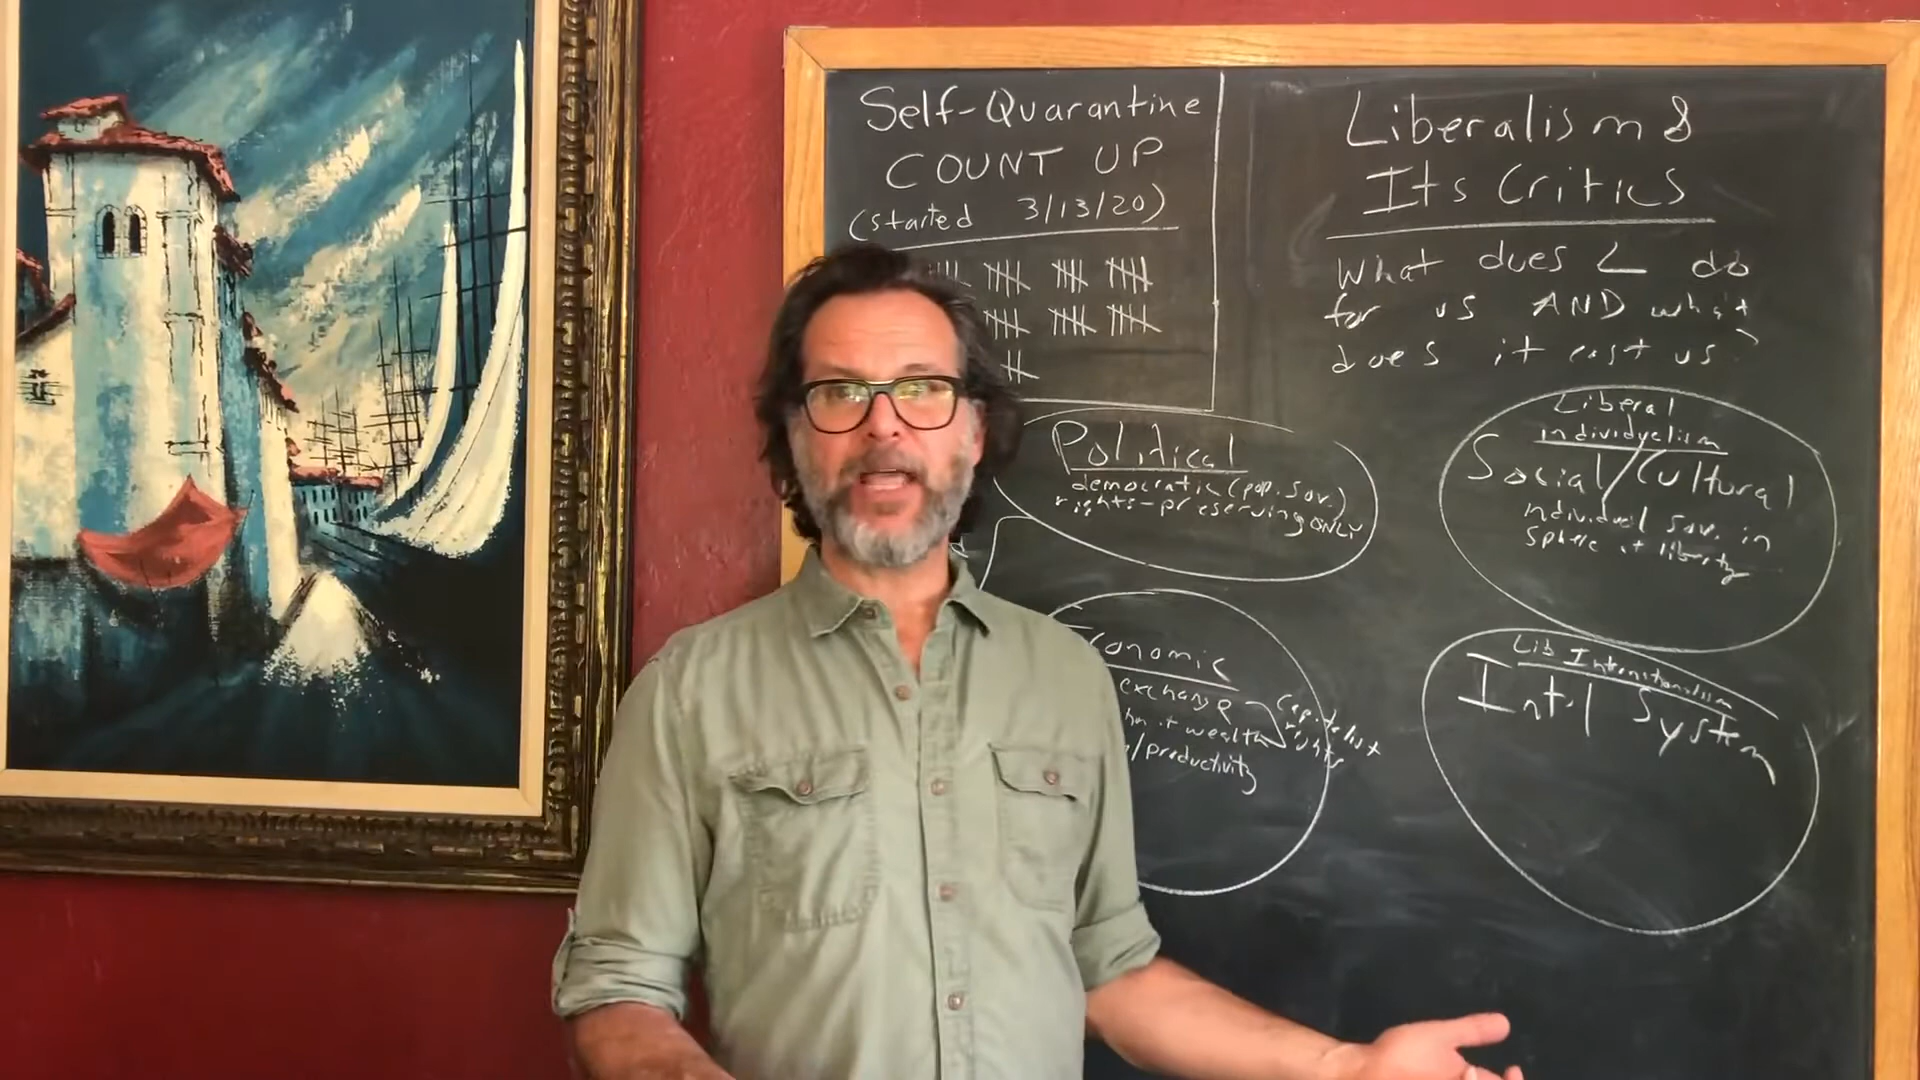 Self-Quarantine
COUNT UP
(started 3/13/20)
Liberalism &
Its Critics
What does L do
for us AND what
does it cost us
Political
democratic (pop. sov.)
rights-preserving ONLY
Liberal
individualism
Social/Cultural
individual sov. in
sphere of liberty
conomic
exchange
wealth
/productivity
Capitalist
rights
Lib Internationalism
Int'l System